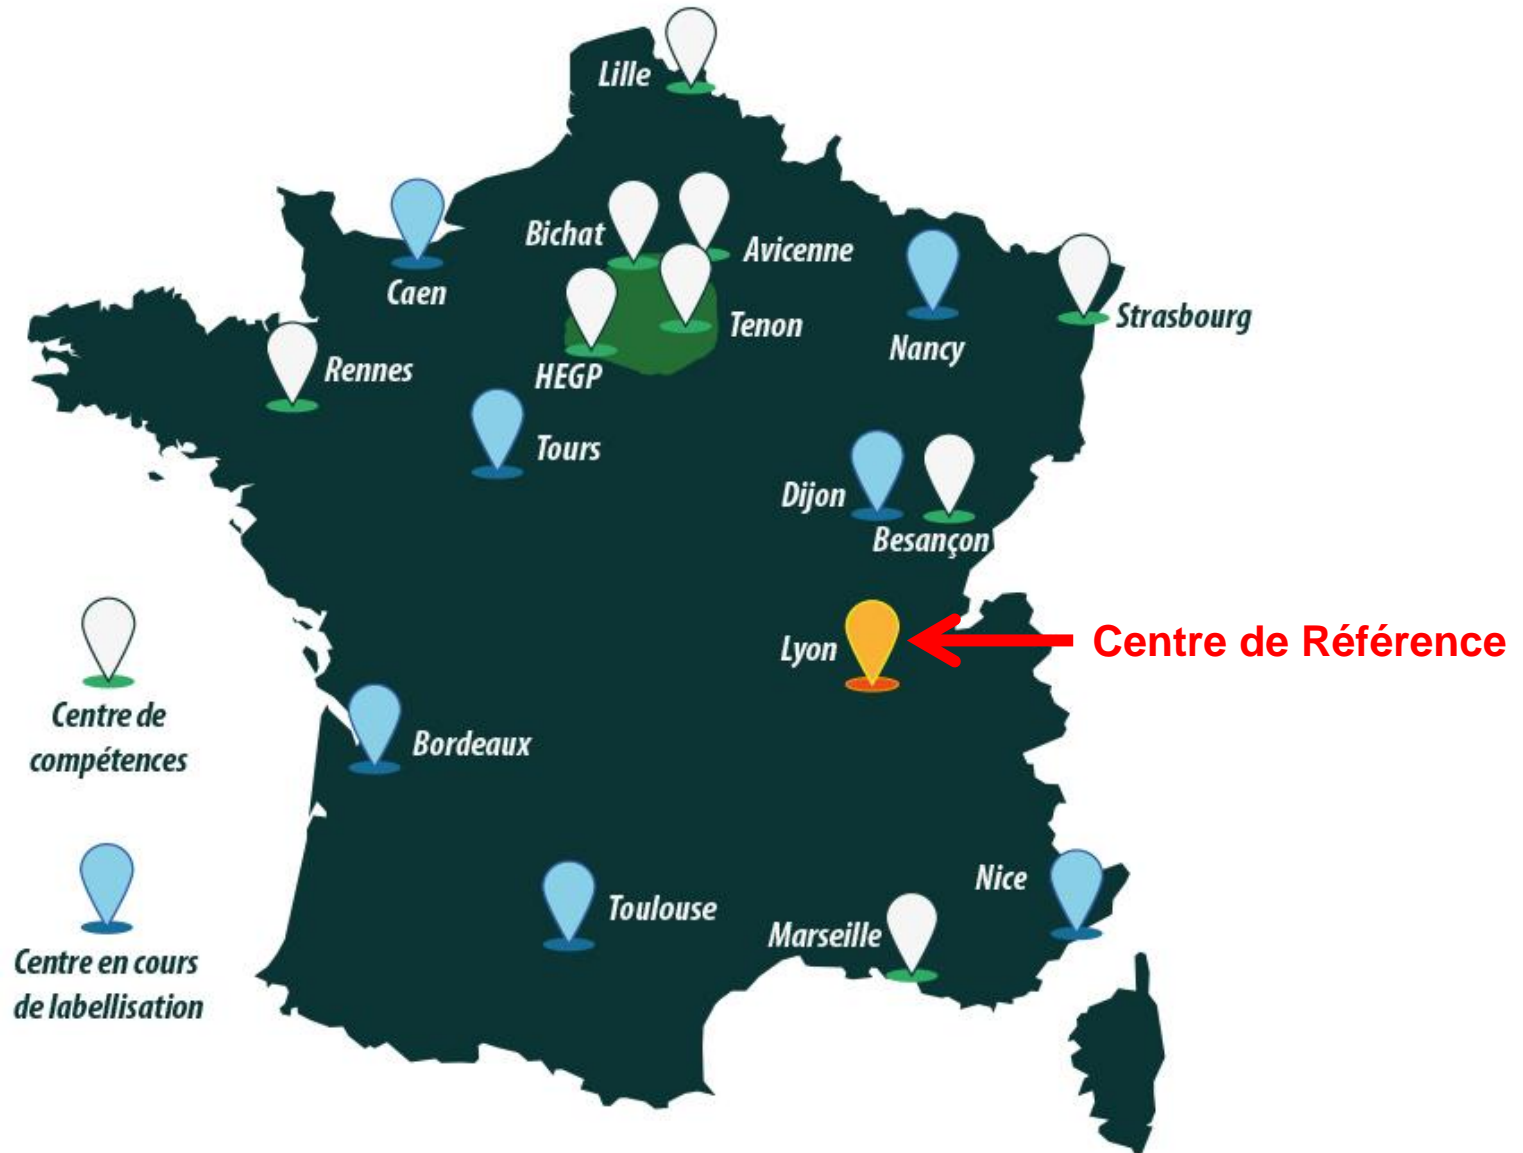 Lille
Bichat
Avicenne
Caen
Tenon
Strasbourg
Nancy
Rennes
HEGP
Tours
Dijon
Besançon
Lyon
Centre de Référence
Centre de
compétences
Bordeaux
Nice
Toulouse
Marseille
Centre en cours
de labellisation